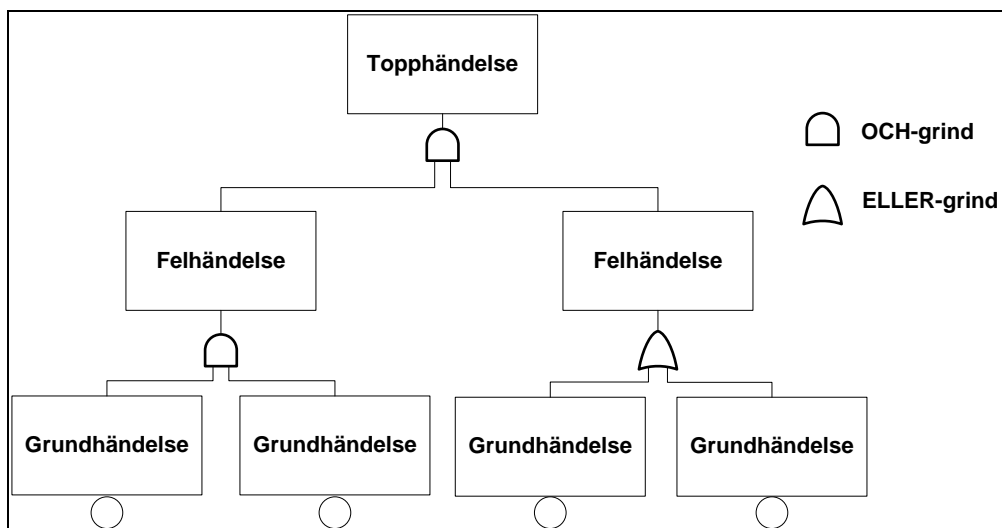 Topphändelse
OCH-grind
ELLER-grind
Felhändelse
Felhändelse
Grundhändelse
Grundhändelse
Grundhändelse
Grundhändelse